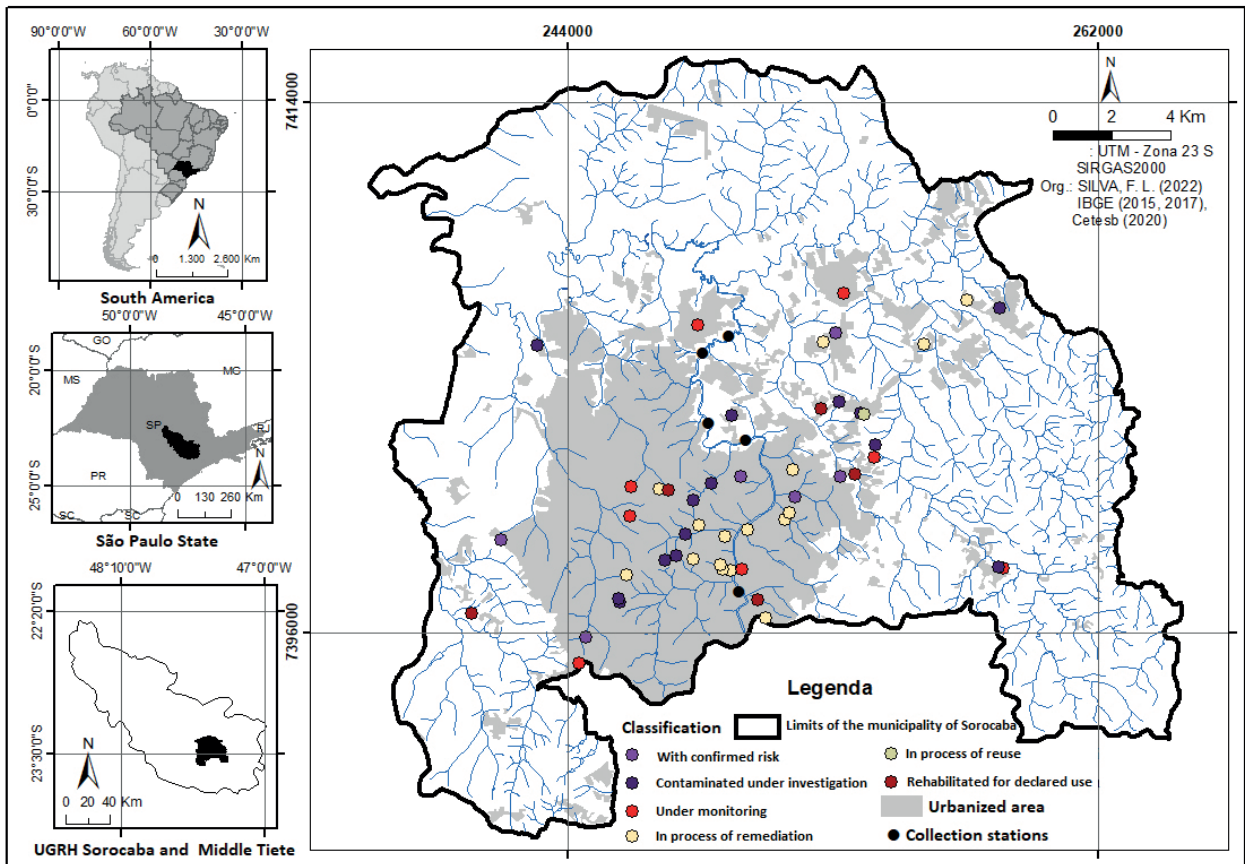 90°0'0"W 60°0'0"W 30°0'0"W
0°0'0"
30°0'0"S
N
0 1.300 2.600 Km
South America
50°0'0"W 45°0'0"W
20°0'0"S
25°0'0"S
GO
MS
MG
SP
RJ
PR
SC
SC
N
0 130 260 Km
São Paulo State
48°10'0"W 47°0'0"W
22°20'0"S
23°30'0"S
N
0 20 40 Km
UGRH Sorocaba and Middle Tiete
244000 262000
7414000
7396000
N
0 2 4 Km
: UTM - Zona 23 S
SIRGAS2000
Org.: SILVA, F. L. (2022)
IBGE (2015, 2017),
Cetesb (2020)
Legenda
Classification
Limits of the municipality of Sorocaba
With confirmed risk
Contaminated under investigation
Under monitoring
In process of remediation
In process of reuse
Rehabilitated for declared use
Urbanized area
Collection stations